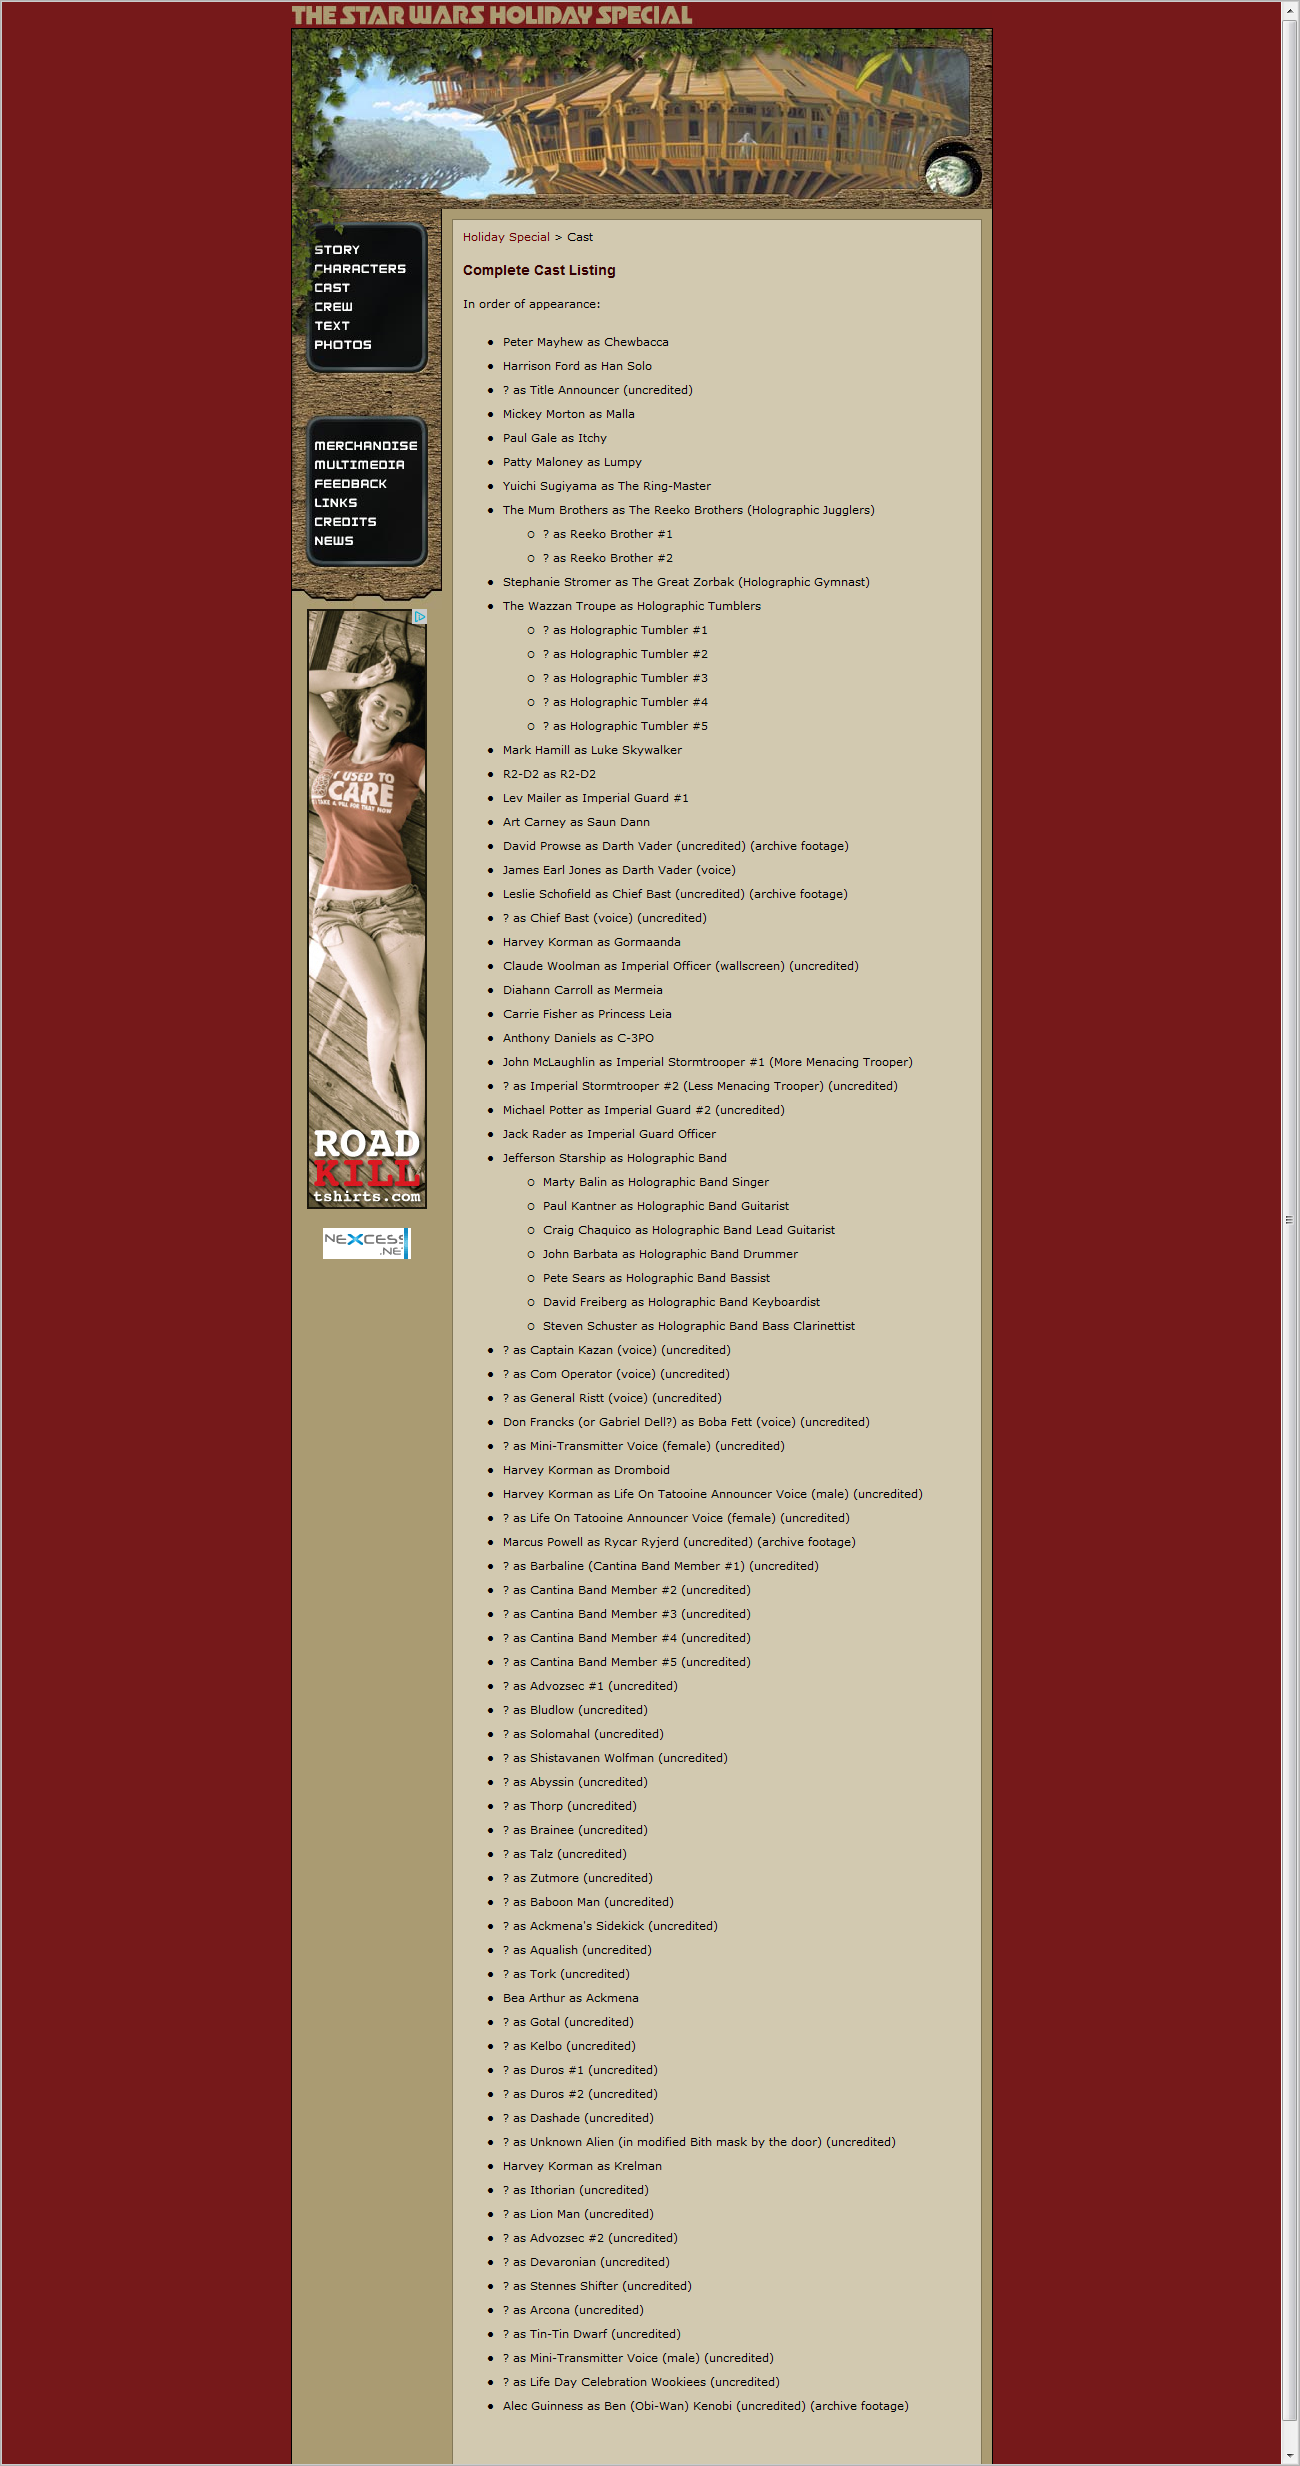 THE STAR WARS HOLIDAY SPECIAL
STORY
CHARACTERS
CAST
CREW
TEXT
PHOTOS
MERCHANDISE
MULTIMEDIA
FEEDBACK
LINKS
CREDITS
NEWS
I USED TO
CARE
I TAKE A PILL FOR THAT NOW
ROAD
KILL
tshirts.com
NEXCESS
.NET
Holiday Special > Cast
Complete Cast Listing
In order of appearance:
• Peter Mayhew as Chewbacca
• Harrison Ford as Han Solo
• ? as Title Announcer (uncredited)
• Mickey Morton as Malla
• Paul Gale as Itchy
• Patty Maloney as Lumpy
• Yuichi Sugiyama as The Ring-Master
• The Mum Brothers as The Reeko Brothers (Holographic Jugglers)
○ ? as Reeko Brother #1
○ ? as Reeko Brother #2
• Stephanie Stromer as The Great Zorbak (Holographic Gymnast)
• The Wazzan Troupe as Holographic Tumblers
○ ? as Holographic Tumbler #1
○ ? as Holographic Tumbler #2
○ ? as Holographic Tumbler #3
○ ? as Holographic Tumbler #4
○ ? as Holographic Tumbler #5
• Mark Hamill as Luke Skywalker
• R2-D2 as R2-D2
• Lev Mailer as Imperial Guard #1
• Art Carney as Saun Dann
• David Prowse as Darth Vader (uncredited) (archive footage)
• James Earl Jones as Darth Vader (voice)
• Leslie Schofield as Chief Bast (uncredited) (archive footage)
• ? as Chief Bast (voice) (uncredited)
• Harvey Korman as Gormaanda
• Claude Woolman as Imperial Officer (wallscreen) (uncredited)
• Diahann Carroll as Mermeia
• Carrie Fisher as Princess Leia
• Anthony Daniels as C-3PO
• John McLaughlin as Imperial Stormtrooper #1 (More Menacing Trooper)
• ? as Imperial Stormtrooper #2 (Less Menacing Trooper) (uncredited)
• Michael Potter as Imperial Guard #2 (uncredited)
• Jack Rader as Imperial Guard Officer
• Jefferson Starship as Holographic Band
○ Marty Balin as Holographic Band Singer
○ Paul Kantner as Holographic Band Guitarist
○ Craig Chaquico as Holographic Band Lead Guitarist
○ John Barbata as Holographic Band Drummer
○ Pete Sears as Holographic Band Bassist
○ David Freiberg as Holographic Band Keyboardist
○ Steven Schuster as Holographic Band Bass Clarinettist
• ? as Captain Kazan (voice) (uncredited)
• ? as Com Operator (voice) (uncredited)
• ? as General Ristt (voice) (uncredited)
• Don Francks (or Gabriel Dell?) as Boba Fett (voice) (uncredited)
• ? as Mini-Transmitter Voice (female) (uncredited)
• Harvey Korman as Dromboid
• Harvey Korman as Life On Tatooine Announcer Voice (male) (uncredited)
• ? as Life On Tatooine Announcer Voice (female) (uncredited)
• Marcus Powell as Rycar Ryjerd (uncredited) (archive footage)
• ? as Barbaline (Cantina Band Member #1) (uncredited)
• ? as Cantina Band Member #2 (uncredited)
• ? as Cantina Band Member #3 (uncredited)
• ? as Cantina Band Member #4 (uncredited)
• ? as Cantina Band Member #5 (uncredited)
• ? as Advozsec #1 (uncredited)
• ? as Bludlow (uncredited)
• ? as Solomahal (uncredited)
• ? as Shistavanen Wolfman (uncredited)
• ? as Abyssin (uncredited)
• ? as Thorp (uncredited)
• ? as Brainee (uncredited)
• ? as Talz (uncredited)
• ? as Zutmore (uncredited)
• ? as Baboon Man (uncredited)
• ? as Ackmena's Sidekick (uncredited)
• ? as Aqualish (uncredited)
• ? as Tork (uncredited)
• Bea Arthur as Ackmena
• ? as Gotal (uncredited)
• ? as Kelbo (uncredited)
• ? as Duros #1 (uncredited)
• ? as Duros #2 (uncredited)
• ? as Dashade (uncredited)
• ? as Unknown Alien (in modified Bith mask by the door) (uncredited)
• Harvey Korman as Krelman
• ? as Ithorian (uncredited)
• ? as Lion Man (uncredited)
• ? as Advozsec #2 (uncredited)
• ? as Devaronian (uncredited)
• ? as Stennes Shifter (uncredited)
• ? as Arcona (uncredited)
• ? as Tin-Tin Dwarf (uncredited)
• ? as Mini-Transmitter Voice (male) (uncredited)
• ? as Life Day Celebration Wookiees (uncredited)
• Alec Guinness as Ben (Obi-Wan) Kenobi (uncredited) (archive footage)